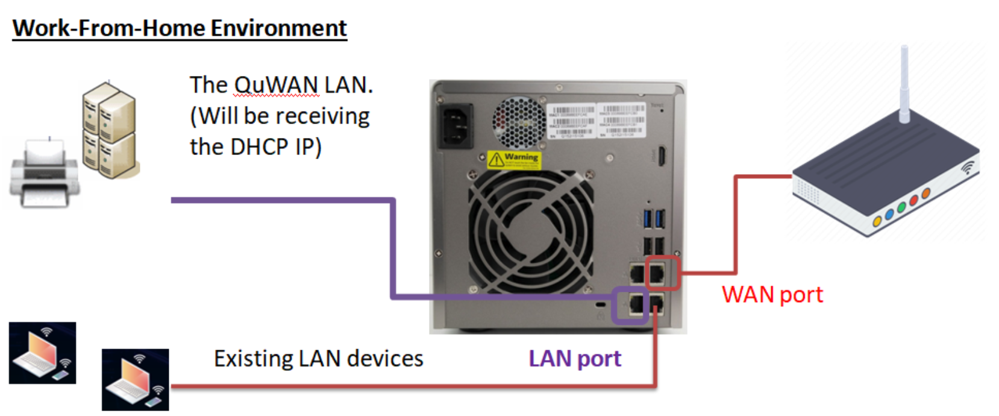 Work-From-Home Environment
The QuWAN LAN.
(Will be receiving
the DHCP IP)
Warning
WAN port
Existing LAN devices
LAN port